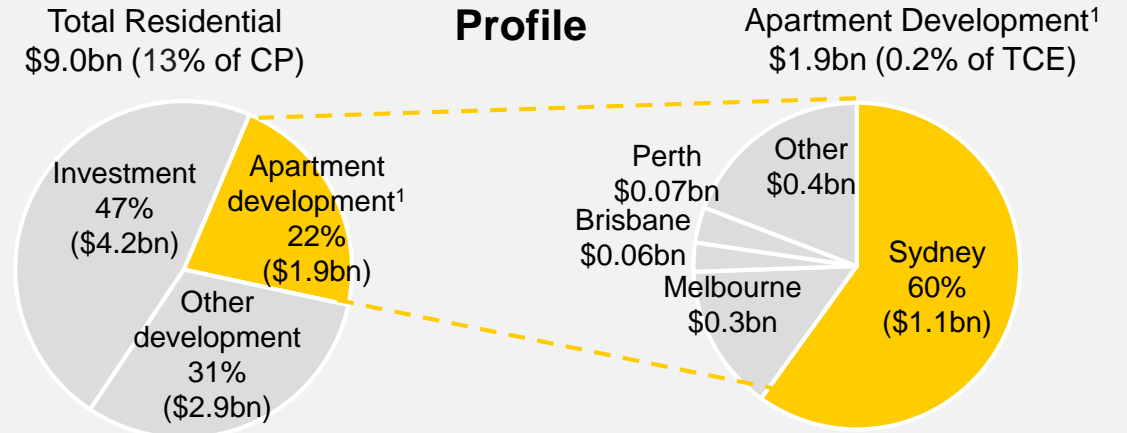 Profile
Total Residential
$9.0bn (13% of CP)
Investment
47%
($4.2bn)
Apartment
development¹
22%
($1.9bn)
Other
development
31%
($2.9bn)
Apartment Development¹
$1.9bn (0.2% of TCE)
Other
$0.4bn
Perth
$0.07bn
Brisbane
$0.06bn
Melbourne
$0.3bn
Sydney
60%
($1.1bn)